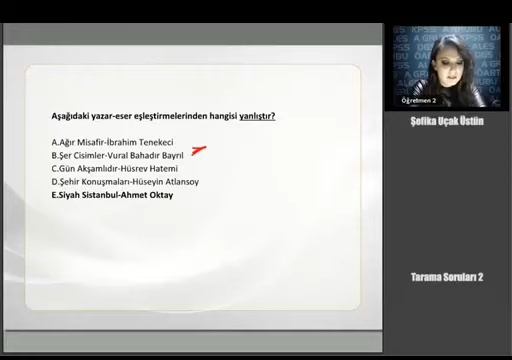 Aşağıdaki yazar-eser eşleştirmelerinden hangisi yanlıştır?
A.Ağır Misafir-İbrahim Tenekeci
B.Şer Cisimler-Vural Bahadır Bayrıl
C.Gün Akşamlıdır-Hüsrev Hatemi
D.Şehir Konuşmaları-Hüseyin Atlansoy
E.Siyah Sistanbul-Ahmet Oktay
Öğretmen 2
Şefika Uçak Üstün
Tarama Soruları 2